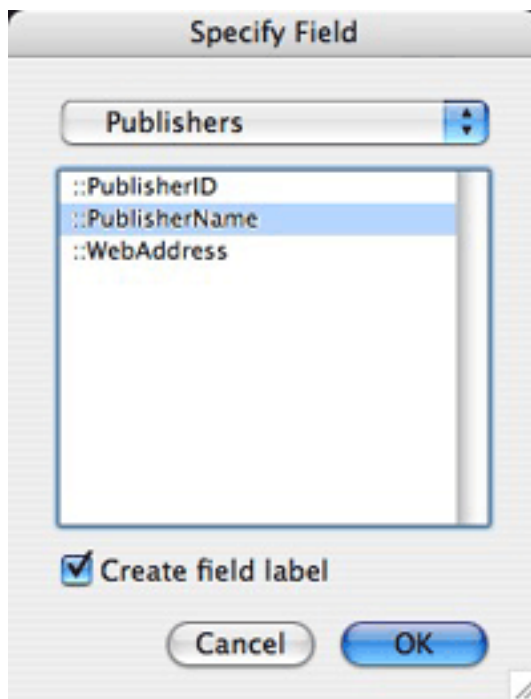 Specify Field
Publishers
::PublisherID
::PublisherName
::WebAddress
Create field label
Cancel
OK